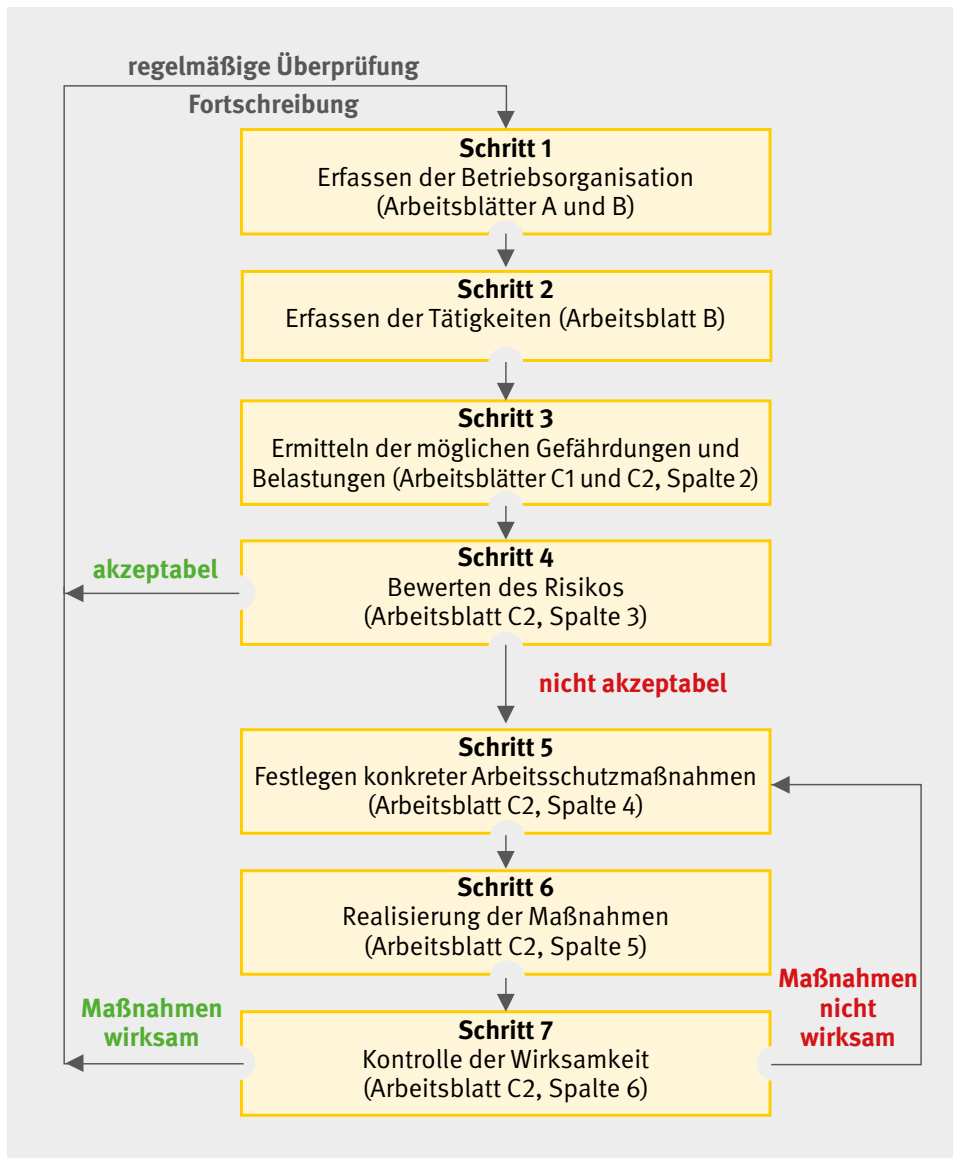 regelmäßige Überprüfung
Fortschreibung
Schritt 1
Erfassen der Betriebsorganisation
(Arbeitsblätter A und B)
Schritt 2
Erfassen der Tätigkeiten (Arbeitsblatt B)
Schritt 3
Ermitteln der möglichen Gefährdungen und
Belastungen (Arbeitsblätter C1 und C2, Spalte 2)
Schritt 4
Bewerten des Risikos
(Arbeitsblatt C2, Spalte 3)
akzeptabel
nicht akzeptabel
Schritt 5
Festlegen konkreter Arbeitsschutzmaßnahmen
(Arbeitsblatt C2, Spalte 4)
Schritt 6
Realisierung der Maßnahmen
(Arbeitsblatt C2, Spalte 5)
Schritt 7
Kontrolle der Wirksamkeit
(Arbeitsblatt C2, Spalte 6)
Maßnahmen
wirksam
Maßnahmen
nicht
wirksam